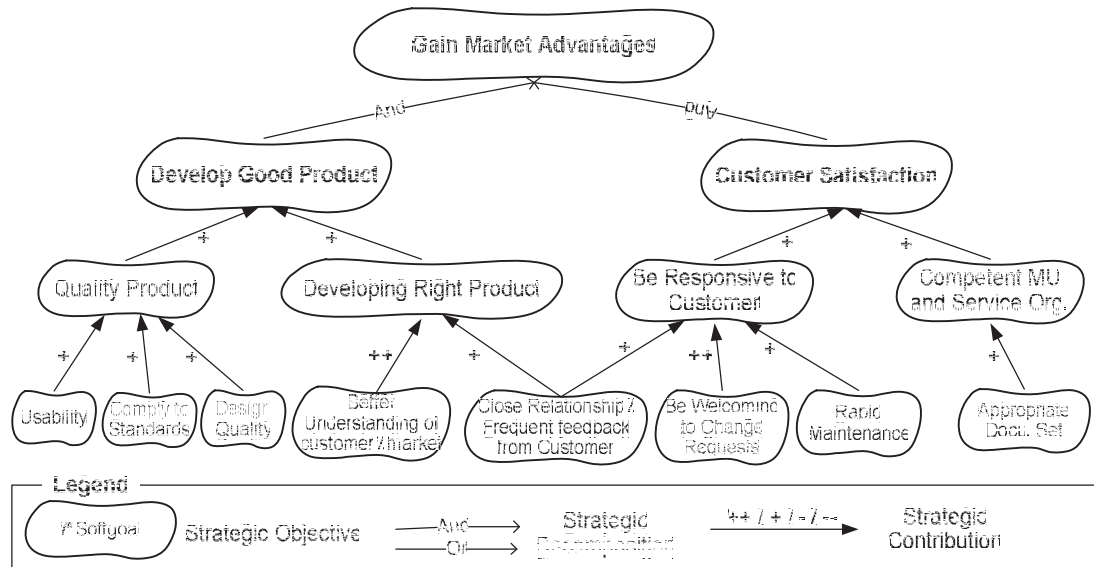 Gain Market Advantages
And
And
Develop Good Product
Customer Satisfaction
+
+
+
+
Quality Product
Developing Right Product
Be Responsive to
Customer
Competent MU
and Service Org.
+
+
+
++
+
+
++
+
+
Usability
Comply to
Standards
Design
Quality
Better
Understanding of
customer / market
Close Relationship /
Frequent feedback
from Customer
Be Welcoming
to Change
Requests
Rapid
Maintenance
Appropriate
Docu. Set
Legend
Softgoal
Strategic Objective
And
Or
Strategic
Decomposition
++ / + / - / --
Strategic
Contribution